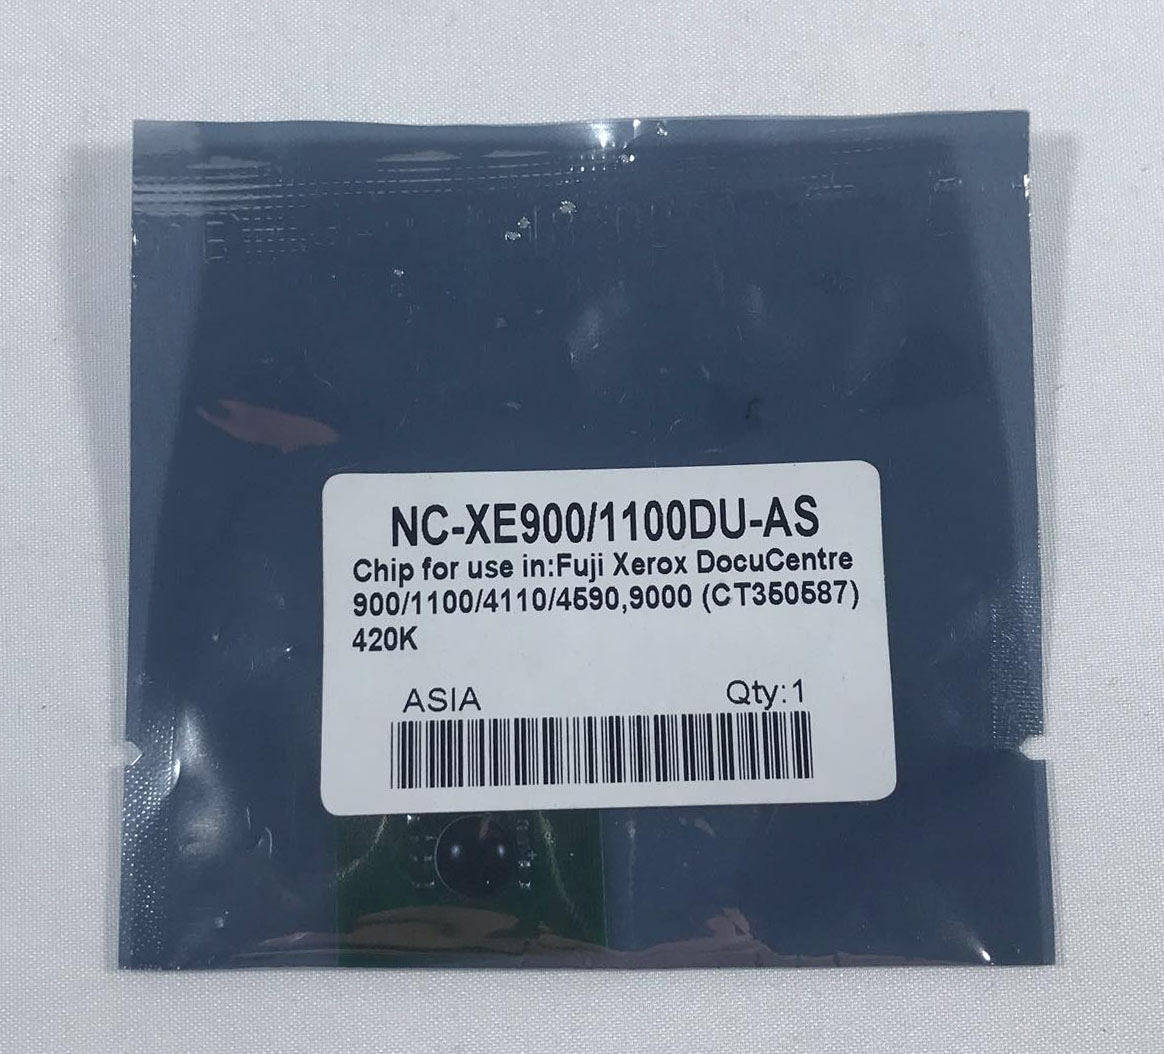 NC-XE900/1100DU-AS
Chip for use in:Fuji Xerox DocuCentre
900/1100/4110/4590,9000 (CT350587)
420K
ASIA Qty:1